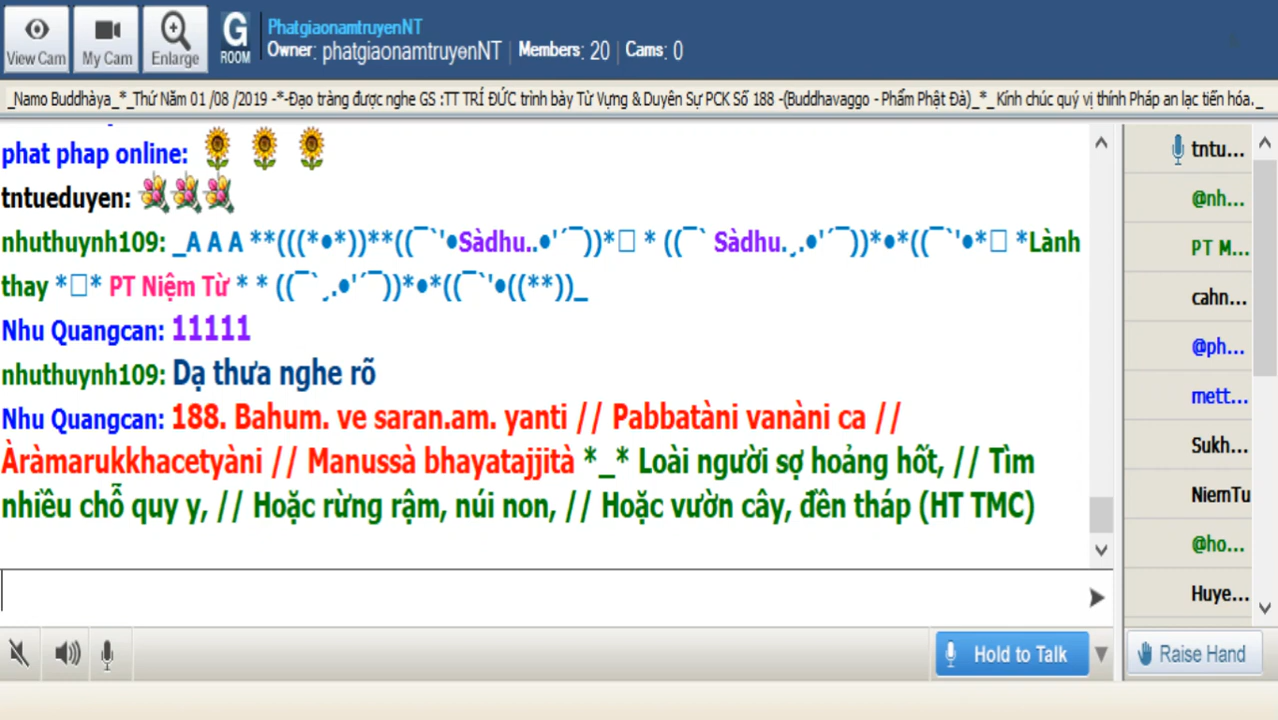 View Cam
My Cam
Enlarge
G
ROOM
PhatgiaonamtruyenNT
Owner: phatgiaonamtruyenNT | Members: 20 | Cams: 0
_Namo Buddhàya_*_Thứ Năm 01 /08 /2019 -*-Đạo tràng được nghe GS :TT TRÍ ĐỨC trình bày Từ Vựng & Duyên Sự PCK Số 188 -(Buddhavaggo - Phẩm Phật Đà)_*_ Kính chúc quý vị thính Pháp an lạc tiến hóa._
phat phap online:
tntueduyen:
nhuthuynh109: _A A A **(((*•*))**((¯`'•Sàdhu..•'´¯))*□ * ((¯` Sàdhu.¸.•'´¯))*•*((¯`'•*□ *Lành
thay *□* PT Niệm Từ * * ((¯`¸.•'´¯))*•*((¯`'•((**))_
Nhu Quangcan: 11111
nhuthuynh109: Dạ thưa nghe rõ
Nhu Quangcan: 188. Bahum. ve saran.am. yanti // Pabbatàni vanàni ca //
Àràmarukkhacetyàni // Manussà bhayatajjità *_* Loài người sợ hoảng hốt, // Tìm
nhiều chỗ quy y, // Hoặc rừng rậm, núi non, // Hoặc vườn cây, đền tháp (HT TMC)
tntu...
@nh...
PT M...
cahn...
@ph...
mett...
Sukh...
NiemTu
@ho...
Huye...
Hold to Talk
Raise Hand